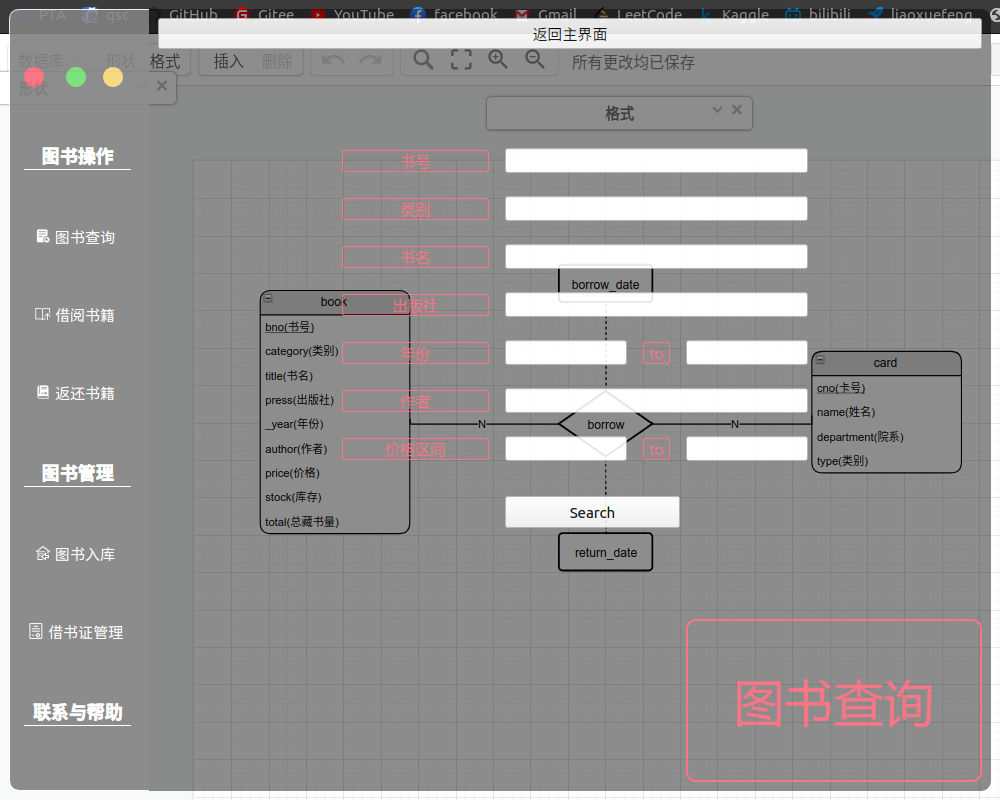 PTA qsc GitHub Gitee YouTube facebook Gmail LeetCode Kaggle bilibili liaoxuefeng
返回主界面
数据库 形状 格式 插入 删除 所有更改均已保存
形状
格式
图书操作
图书查询
借阅书籍
返还书籍
图书管理
图书入库
借书证管理
联系与帮助
书号
类别
书名
出版社
年份 to
作者
价格区间 to
Search
book
bno(书号)
category(类别)
title(书名)
press(出版社)
_year(年份)
author(作者)
price(价格)
stock(库存)
total(总藏书量)
borrow_date
N borrow N
return_date
card
cno(卡号)
name(姓名)
department(院系)
type(类别)
图书查询